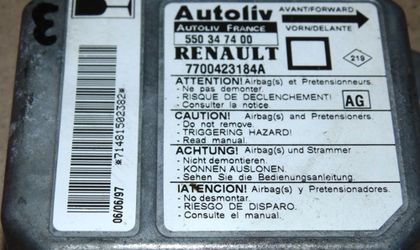 3
Autoliv
AVANT/FORWARD
AUTOLIV FRANCE
VORN/DELANTE
550 34 74 00
RENAULT
7700423184A
219
ATTENTION! Airbag(s) et Pretensionneurs.
- Ne pas demonter.
- RISQUE DE DECLENCHEMENT!
- Consulter la notice.
AG
CAUTION! Airbag(s) and Pretensioners.
- Do not remove.
- TRIGGERING HAZARD!
- Read manual.
ACHTUNG! Airbag(s) und Strammer
- Nicht demontieren.
- KONNEN AUSLONEN.
- Sehen Sie die Bedienungsanleitung.
¡ATENCION! Airbag(s) y Pretensionadores.
- No desmontar.
- RIESGO DE DISPARO.
- Consulte el manual.
*71481502382*
06/06/97